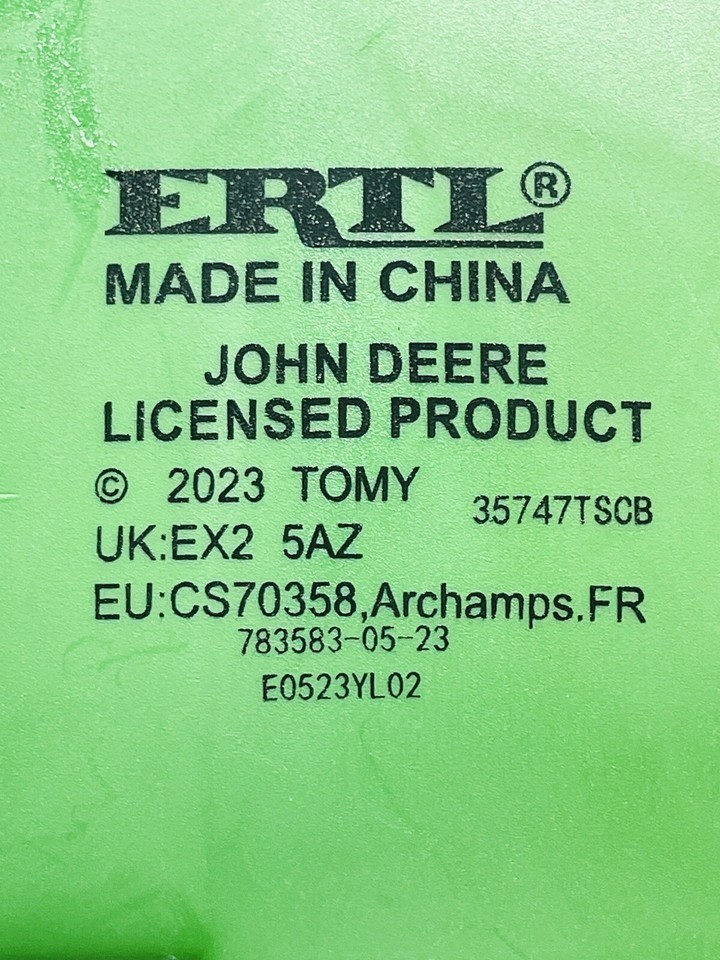 ERTL®
MADE IN CHINA
JOHN DEERE
LICENSED PRODUCT
© 2023 TOMY
35747TSCB
UK:EX2 5AZ
EU:CS70358,Archamps.FR
783583-05-23
E0523YL02